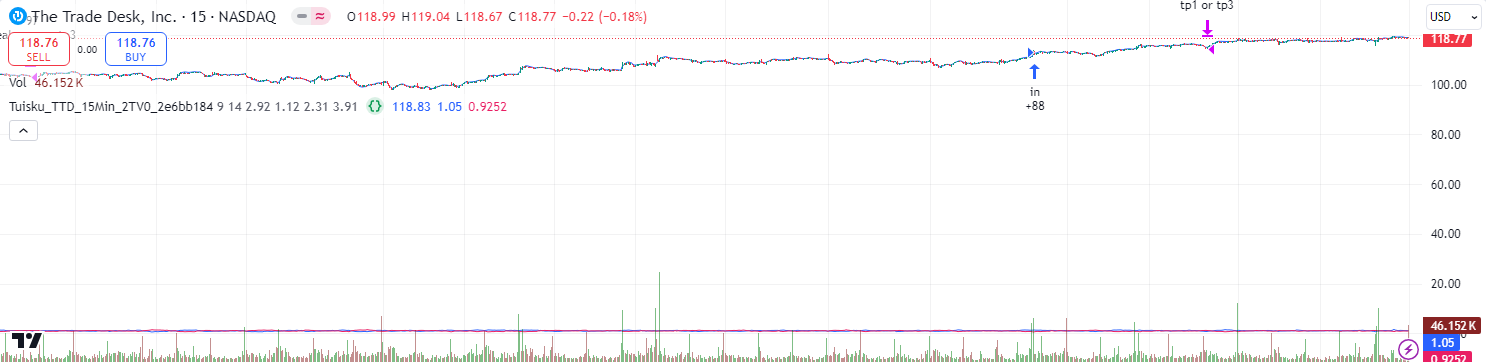 The Trade Desk, Inc. · 15 · NASDAQ
O118.99 H119.04 L118.67 C118.77 −0.22 (−0.18%)
tp1 or tp3
USD
118.76
SELL
0.00
118.76
BUY
118.77
100.00
Vol 46.152 K
Tuisku_TTD_15Min_2TV0_2e6bb184 9 14 2.92 1.12 2.31 3.91 118.83 1.05 0.9252
in
+88
80.00
60.00
40.00
20.00
46.152 K
1.05
0.9252